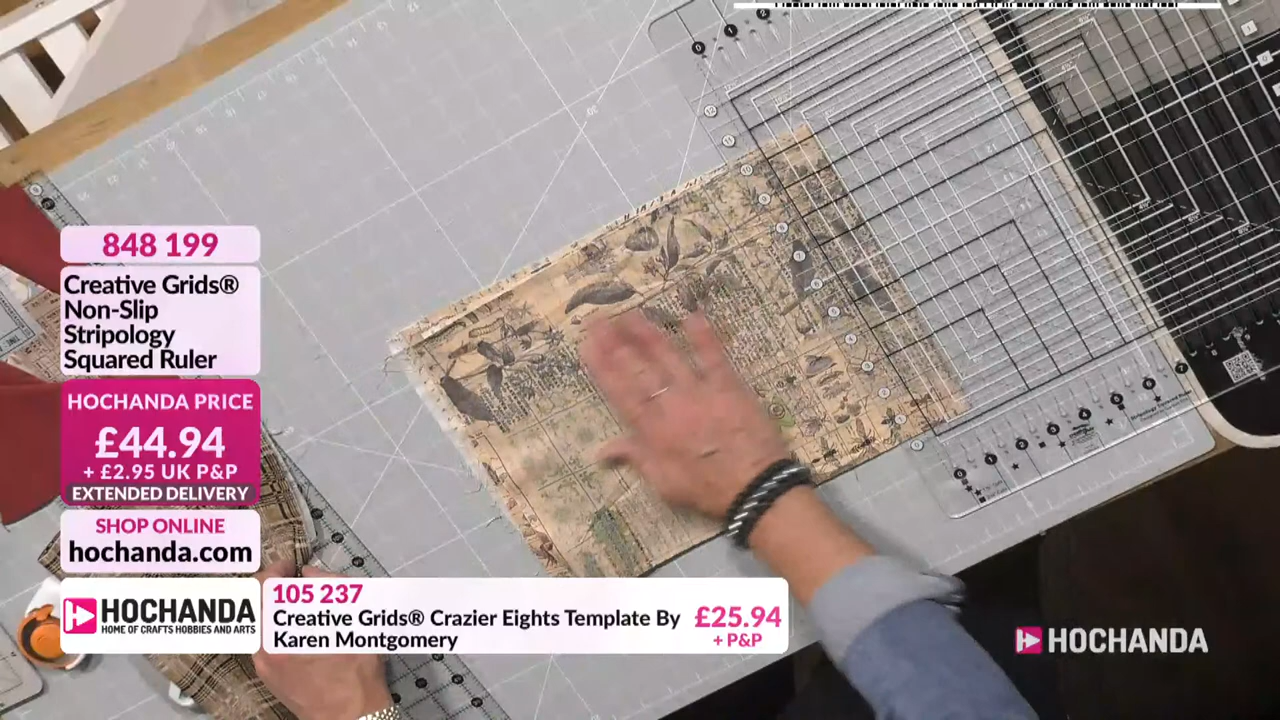 848 199
Creative Grids®
Non-Slip
Stripology
Squared Ruler
HOCHANDA PRICE
£44.94
+ £2.95 UK P&P
EXTENDED DELIVERY
SHOP ONLINE
hochanda.com
HOCHANDA
HOME OF CRAFTS HOBBIES AND ARTS
105 237
Creative Grids® Crazier Eights Template By
Karen Montgomery
£25.94
+ P&P
HOCHANDA